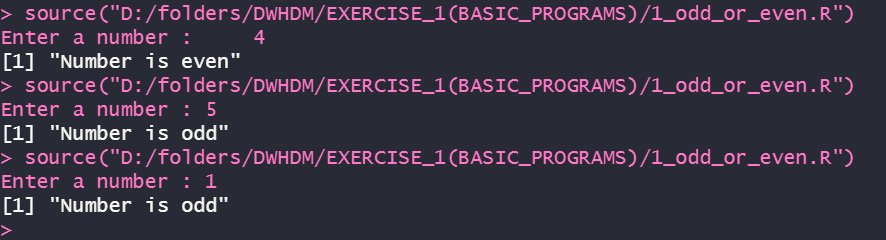 > source("D:/folders/DWHDM/EXERCISE_1(BASIC_PROGRAMS)/1_odd_or_even.R")
Enter a number :     4
[1] "Number is even"
> source("D:/folders/DWHDM/EXERCISE_1(BASIC_PROGRAMS)/1_odd_or_even.R")
Enter a number : 5
[1] "Number is odd"
> source("D:/folders/DWHDM/EXERCISE_1(BASIC_PROGRAMS)/1_odd_or_even.R")
Enter a number : 1
[1] "Number is odd"
>